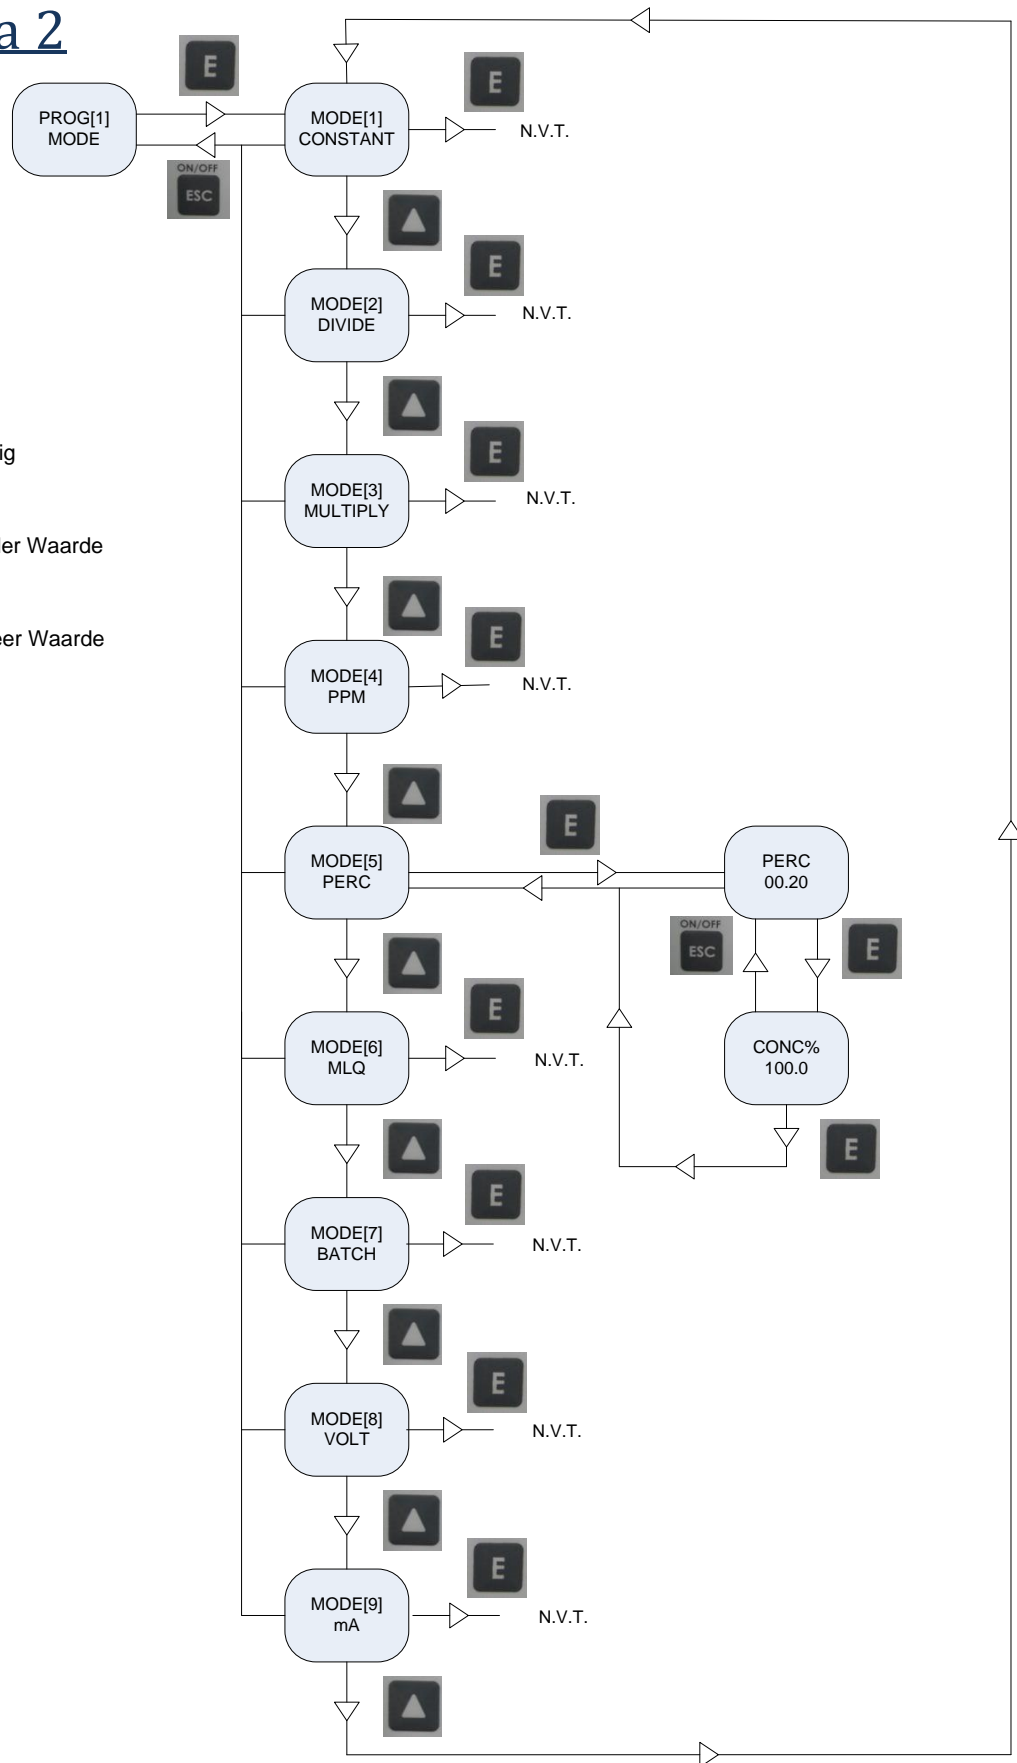 a 2
E
E
PROG[1]
MODE
MODE[1]
CONSTANT
N.V.T.
ON/OFF
ESC
E
MODE[2]
DIVIDE
N.V.T.
E
ig
MODE[3]
MULTIPLY
N.V.T.
er Waarde
E
eer Waarde
MODE[4]
PPM
N.V.T.
E
MODE[5]
PERC
PERC
00.20
ON/OFF
ESC
E
E
MODE[6]
MLQ
N.V.T.
CONC%
100.0
E
E
MODE[7]
BATCH
N.V.T.
E
MODE[8]
VOLT
N.V.T.
E
MODE[9]
mA
N.V.T.